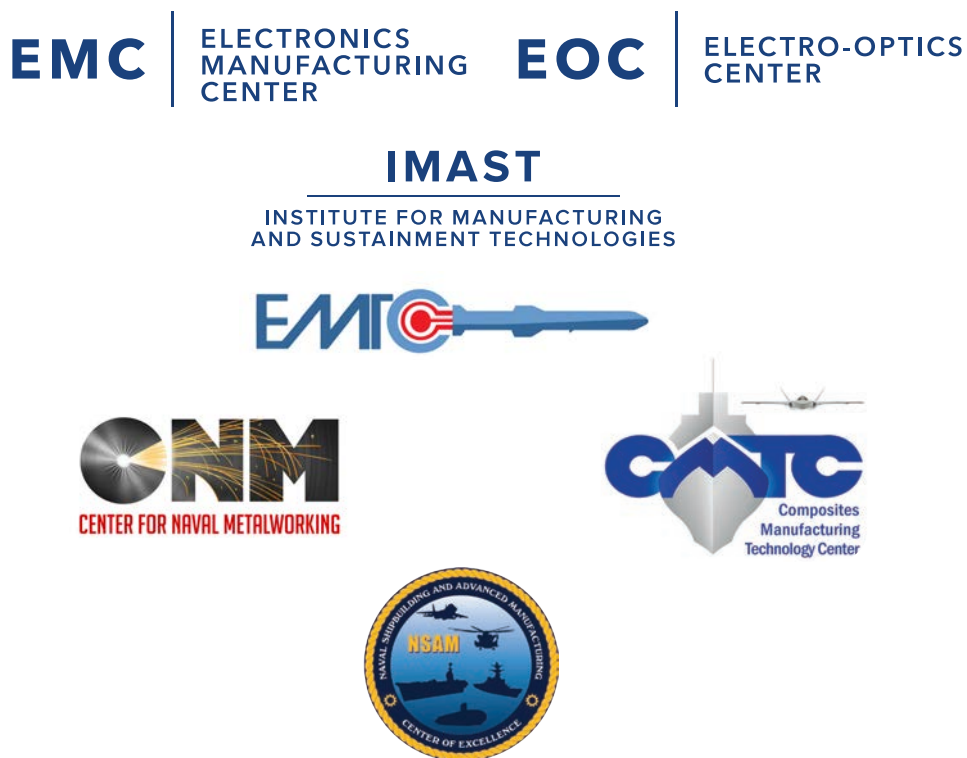 EMC
ELECTRONICS
MANUFACTURING
CENTER
EOC
ELECTRO-OPTICS
CENTER
IMAST
INSTITUTE FOR MANUFACTURING
AND SUSTAINMENT TECHNOLOGIES
EMTC
CNM
CENTER FOR NAVAL METALWORKING
CMTC
Composites
Manufacturing
Technology Center
NAVAL SHIPBUILDING AND ADVANCED MANUFACTURING
NSAM
CENTER OF EXCELLENCE